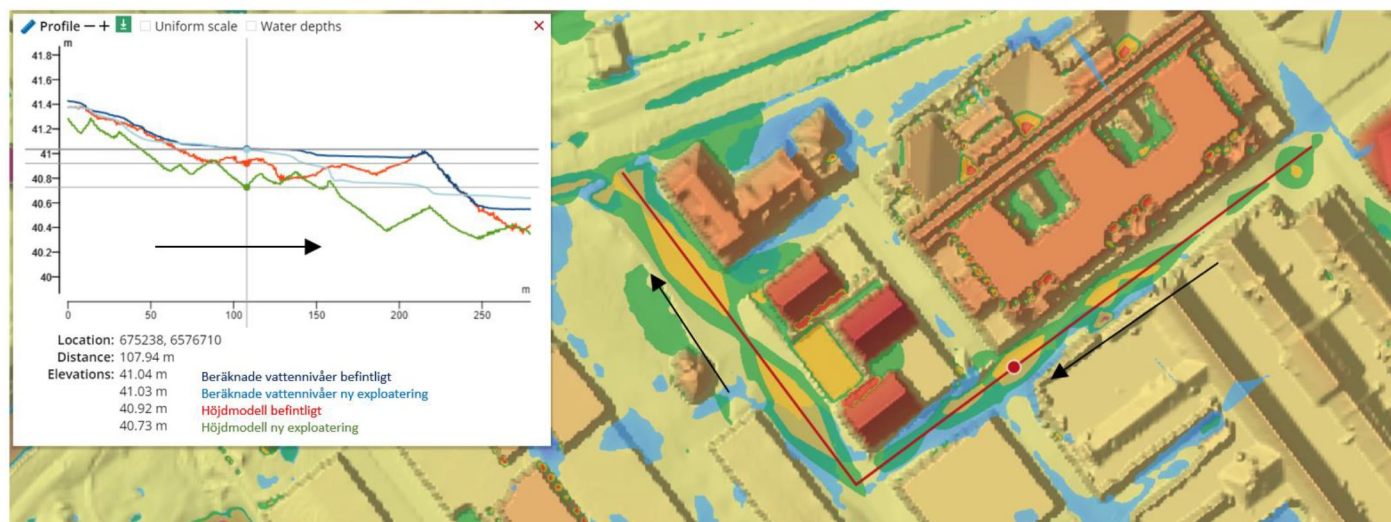 Profile — + Uniform scale Water depths
m
41.8
41.6
41.4
41.2
41
40.8
40.6
40.4
40.2
40
m
0 50 100 150 200 250
Location: 675238, 6576710
Distance: 107.94 m
Elevations: 41.04 m Beräknade vattennivåer befintligt
41.03 m Beräknade vattennivåer ny exploatering
40.92 m Höjdmodell befintligt
40.73 m Höjdmodell ny exploatering